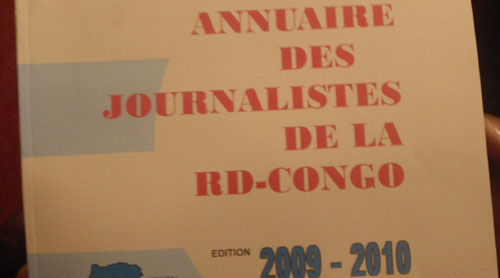 ANNUAIRE
DES
JOURNALISTES
DE LA
RD-CONGO
EDITION 2009 - 2010